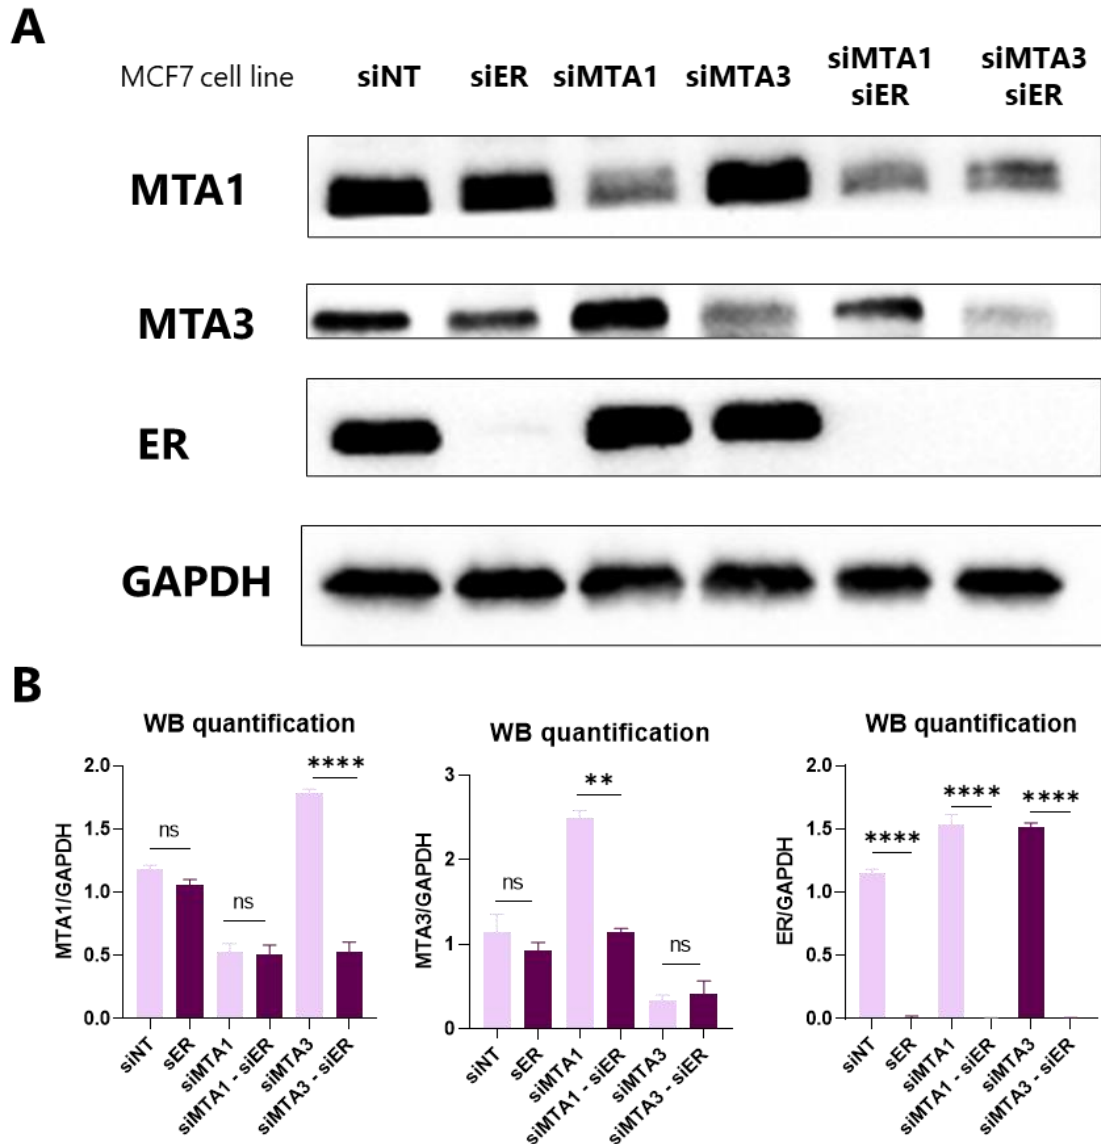 A
MCF7 cell line
siNT
siER
siMTA1
siMTA3
siMTA1
siER
siMTA3
siER
MTA1
MTA3
ER
GAPDH
B
WB quantification
MTA1/GAPDH
2.0
1.5
1.0
0.5
0.0
ns
ns
****
siNT
sER
siMTA1
siMTA1 - siER
siMTA3
siMTA3 - siER
WB quantification
MTA3/GAPDH
3
2
1
0
ns
**
ns
siNT
sER
siMTA1
siMTA1 - siER
siMTA3
siMTA3 - siER
WB quantification
ER/GAPDH
2.0
1.5
1.0
0.5
0.0
****
****
****
siNT
sER
siMTA1
siMTA1 - siER
siMTA3
siMTA3 - siER